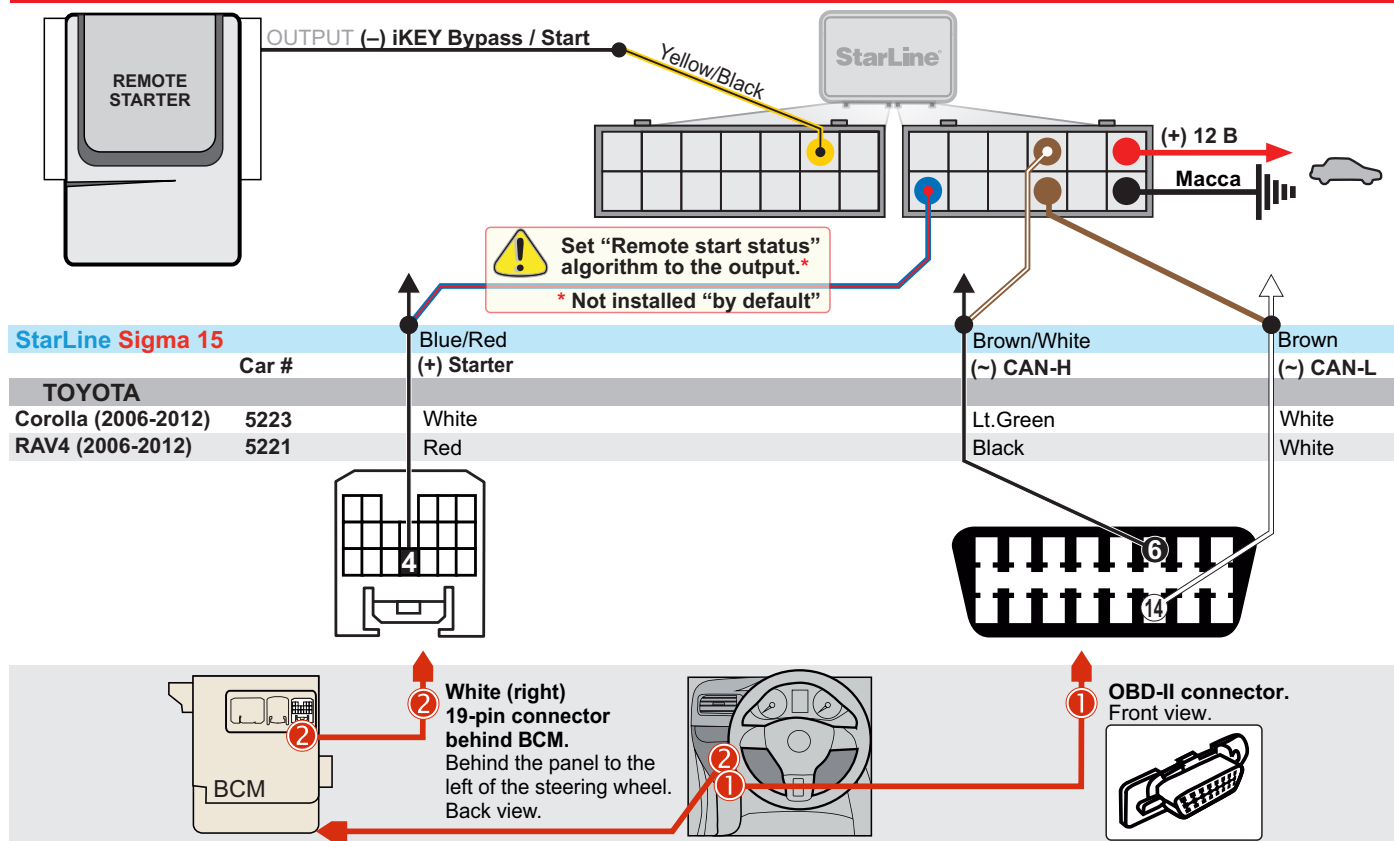 OUTPUT (–) iKEY Bypass / Start
REMOTE
STARTER
Yellow/Black
StarLine
(+) 12 В
Масса
Set “Remote start status”
algorithm to the output.*
* Not installed “by default”
StarLine Sigma 15 Blue/Red Brown/White Brown
Car # (+) Starter (~) CAN-H (~) CAN-L
TOYOTA
Corolla (2006-2012) 5223 White Lt.Green White
RAV4 (2006-2012) 5221 Red Black White
4
6
14
2
BCM
2
White (right)
19-pin connector
behind BCM.
Behind the panel to the
left of the steering wheel.
Back view.
2
1
1
OBD-II connector.
Front view.